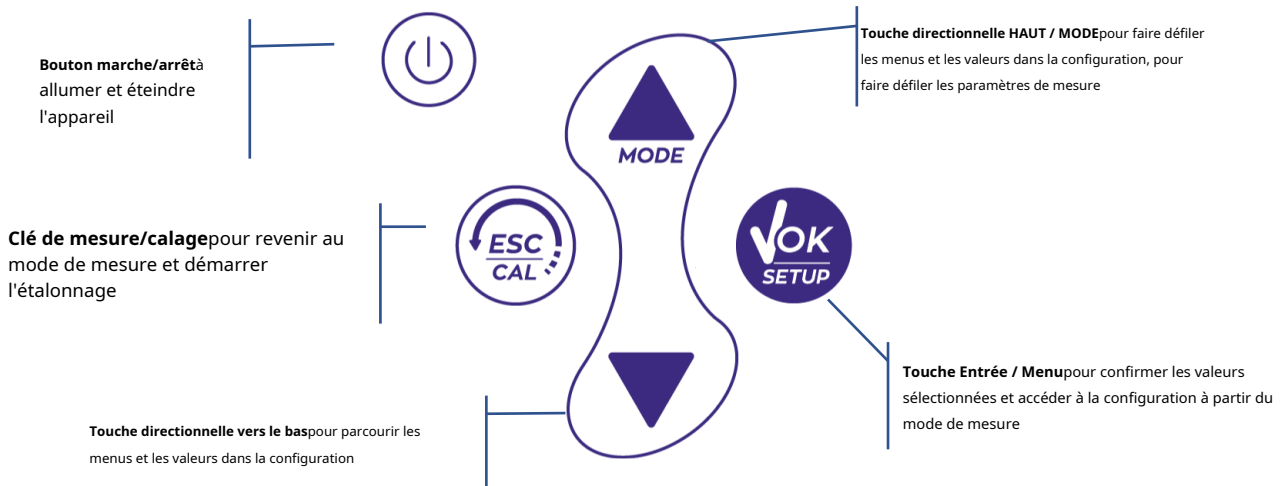 Bouton marche/arrêtà
allumer et éteindre
l'appareil
Touche directionnelle HAUT / MODEpour faire défiler
les menus et les valeurs dans la configuration, pour
faire défiler les paramètres de mesure
MODE
Clé de mesure/calagepour revenir au
mode de mesure et démarrer
l'étalonnage
ESC
CAL
OK
SETUP
Touche Entrée / Menupour confirmer les valeurs
sélectionnées et accéder à la configuration à partir du
mode de mesure
Touche directionnelle vers le baspour parcourir les
menus et les valeurs dans la configuration